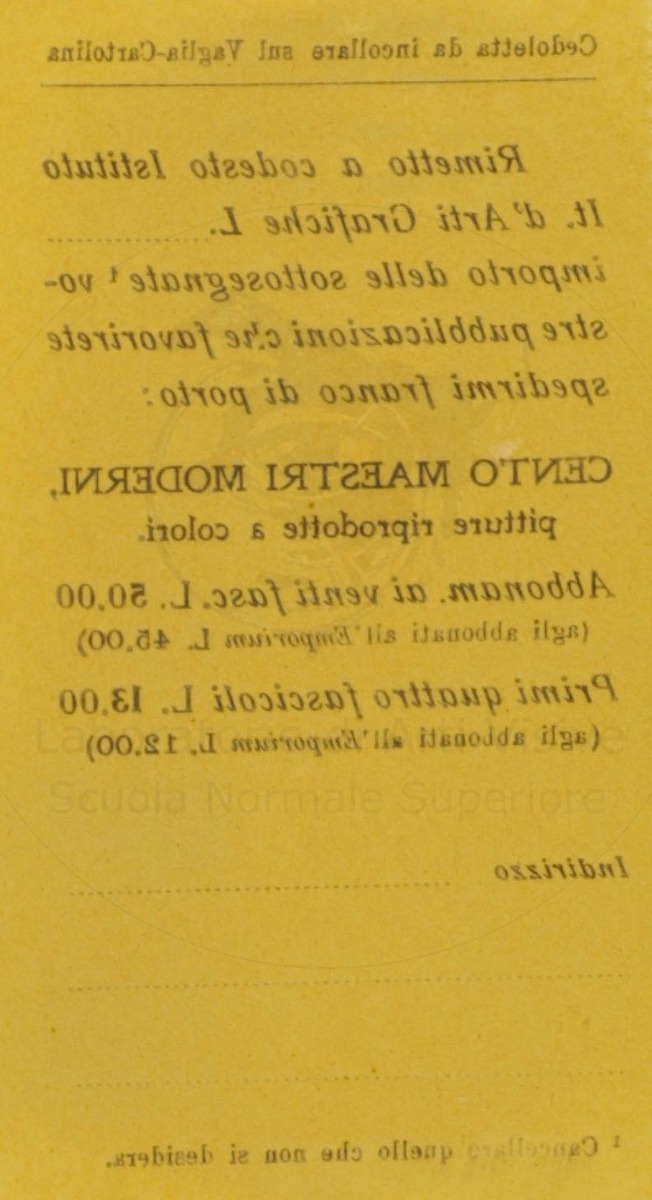 Cedoletta da incollare sul Vaglia-Cartolina
Rimetto a codesto Istituto
It. d'Arti Grafiche L. ..............
importo delle sottosegnate ¹ vo-
stre pubblicazioni che favorirete
spedirmi franco di porto:
CENTO MAESTRI MODERNI,
pitture riprodotte a colori.
Abbonam. ai venti fasc. L. 50.00
(agli abbonati all'Emporium L. 45.00)
Primi quattro fascicoli L. 13.00
(agli abbonati all'Emporium L. 12.00)
Scuola Normale Superiore
Indirizzo
¹ Cancellare quello che non si desidera.